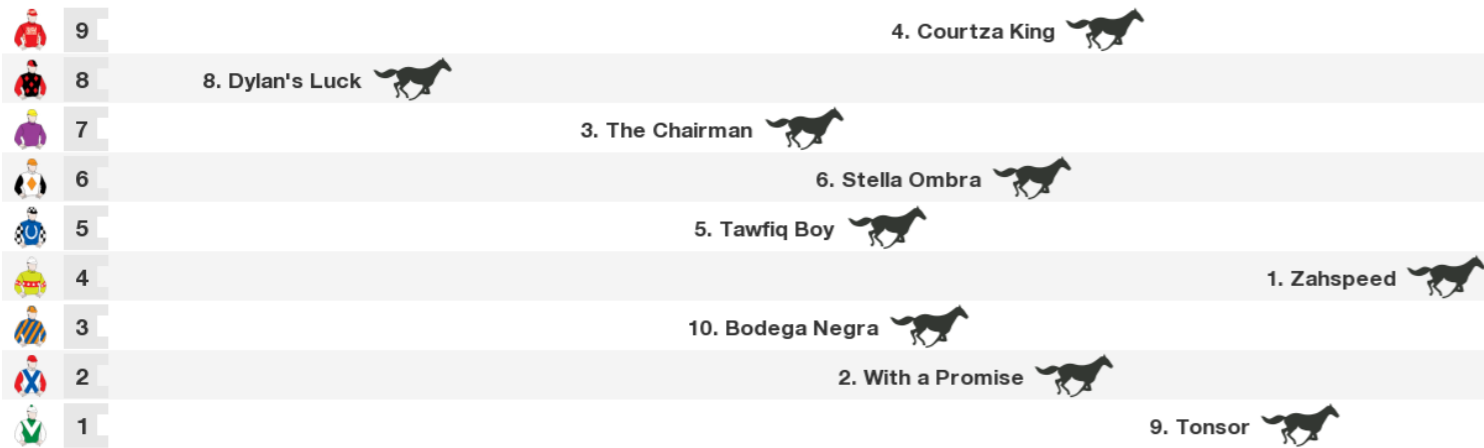 9 4. Courtza King
8 8. Dylan's Luck
7 3. The Chairman
6 6. Stella Ombra
5 5. Tawfiq Boy
4 1. Zahspeed
3 10. Bodega Negra
2 2. With a Promise
1 9. Tonsor